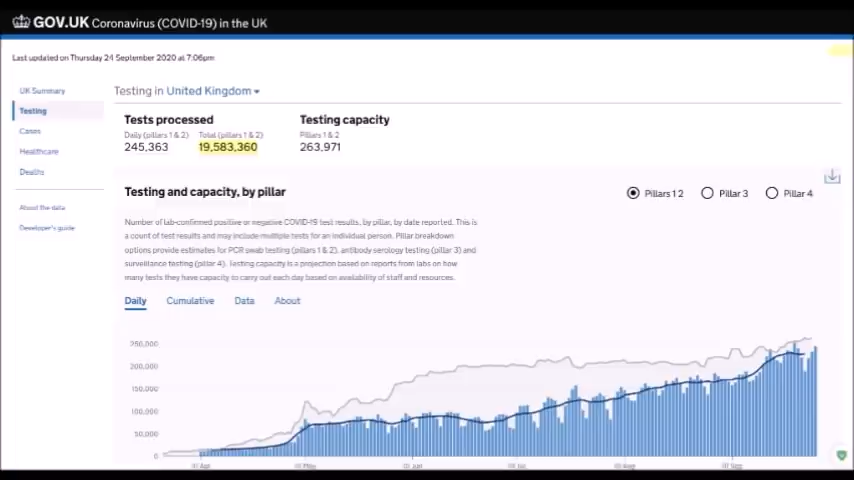 GOV.UK Coronavirus (COVID-19) in the UK
Last updated on Thursday 24 September 2020 at 7:06pm
UK Summary
Testing
Cases
Healthcare
Deaths
About the data
Developer's guide
Testing in United Kingdom
Tests processed
Daily (pillars 1 & 2) Total (pillars 1 & 2)
245,363 19,583,360
Testing capacity
Pillars 1 & 2
263,971
Testing and capacity, by pillar
Pillars 1 2 Pillar 3 Pillar 4
Number of lab-confirmed positive or negative COVID-19 test results, by pillar, by date reported. This is
a count of test results and may include multiple tests for an individual person. Pillar breakdown
options provide estimates for PCR swab testing (pillars 1 & 2), antibody serology testing (pillar 3) and
surveillance testing (pillar 4). Testing capacity is a projection based on reports from labs on how
many tests they have capacity to carry out each day based on availability of staff and resources.
Daily Cumulative Data About
250,000
200,000
150,000
100,000
50,000
0